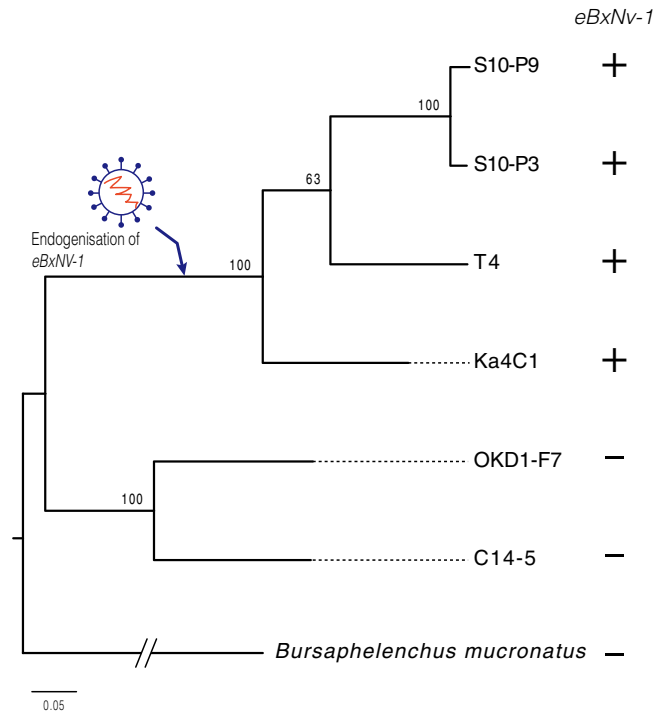 eBxNv-1
S10-P9 +
100
S10-P3 +
63
Endogenisation of
eBxNV-1
T4 +
100
Ka4C1 +
OKD1-F7 −
100
C14-5 −
Bursaphelenchus mucronatus −
0.05